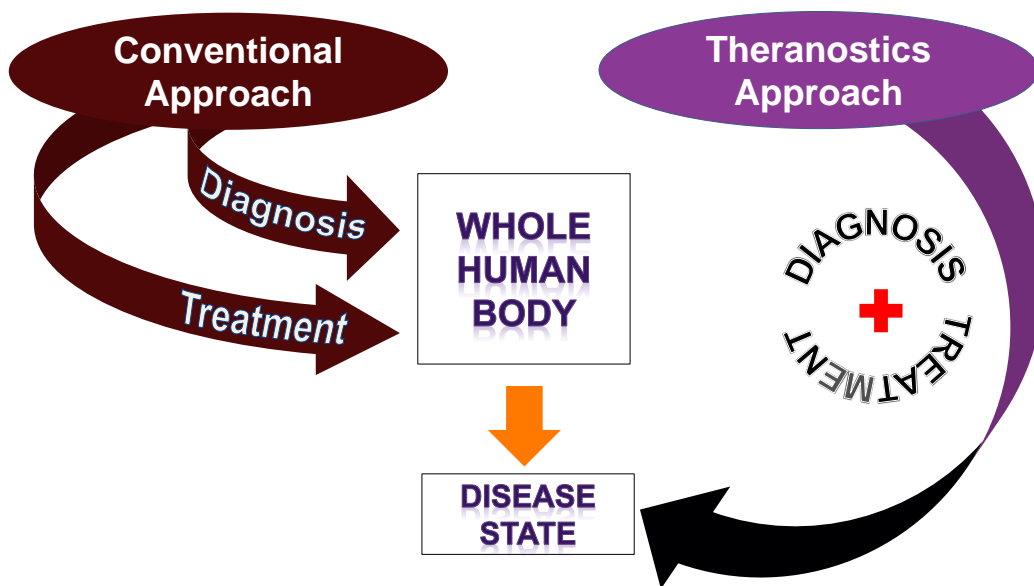 Conventional
Approach
Theranostics
Approach
Diagnosis
Treatment
WHOLE
HUMAN
BODY
DIAGNOSIS
TREATMENT
DISEASE
STATE